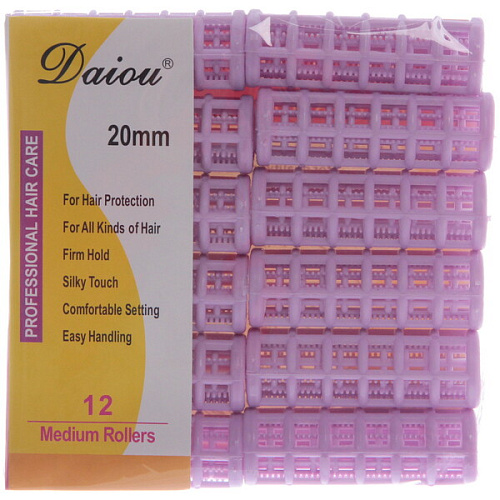 Daiou®
20mm
PROFESSIONAL HAIR CARE
For Hair Protection
For All Kinds of Hair
Firm Hold
Silky Touch
Comfortable Setting
Easy Handling
12
Medium Rollers